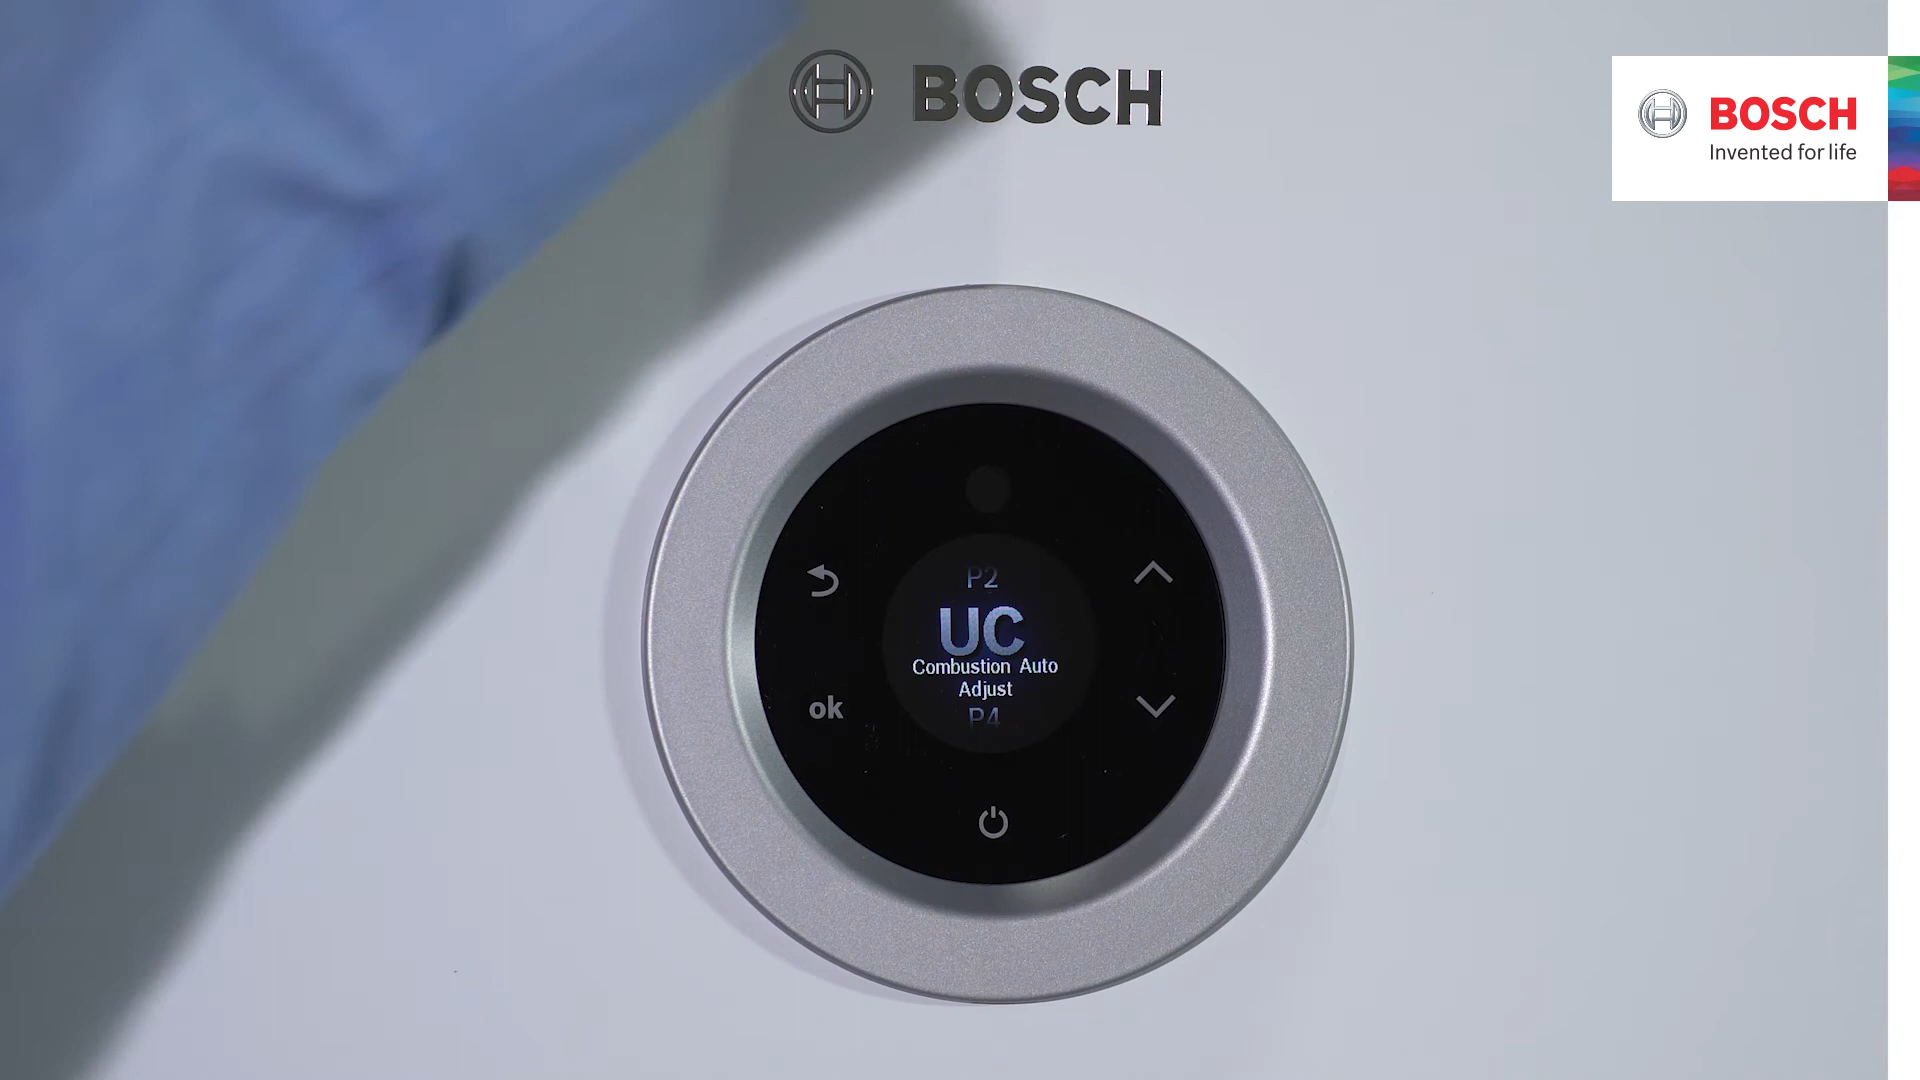 BOSCH
BOSCH
Invented for life
P2
UC
Combustion Auto
Adjust
P4
ok